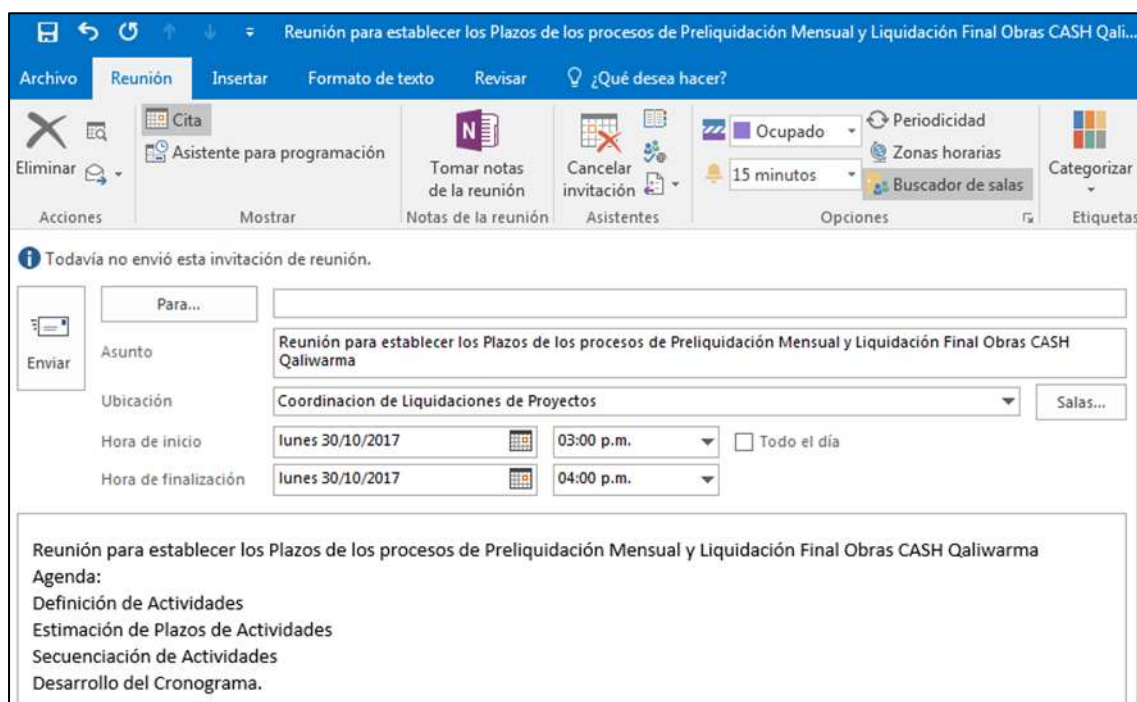 Reunión para establecer los Plazos de los procesos de Preliquidación Mensual y Liquidación Final Obras CASH Qali...
Archivo Reunión Insertar Formato de texto Revisar ¿Qué desea hacer?
Eliminar
Acciones
Cita
Asistente para programación
Mostrar
Tomar notas
de la reunión
Notas de la reunión
Cancelar
invitación
Asistentes
Ocupado
15 minutos
Periodicidad
Zonas horarias
Buscador de salas
Opciones
Categorizar
Etiquetas
Todavía no envió esta invitación de reunión.
Enviar
Para...
Asunto
Reunión para establecer los Plazos de los procesos de Preliquidación Mensual y Liquidación Final Obras CASH
Qaliwarma
Ubicación Coordinacion de Liquidaciones de Proyectos Salas...
Hora de inicio lunes 30/10/2017 03:00 p.m. Todo el día
Hora de finalización lunes 30/10/2017 04:00 p.m.
Reunión para establecer los Plazos de los procesos de Preliquidación Mensual y Liquidación Final Obras CASH Qaliwarma
Agenda:
Definición de Actividades
Estimación de Plazos de Actividades
Secuenciación de Actividades
Desarrollo del Cronograma.